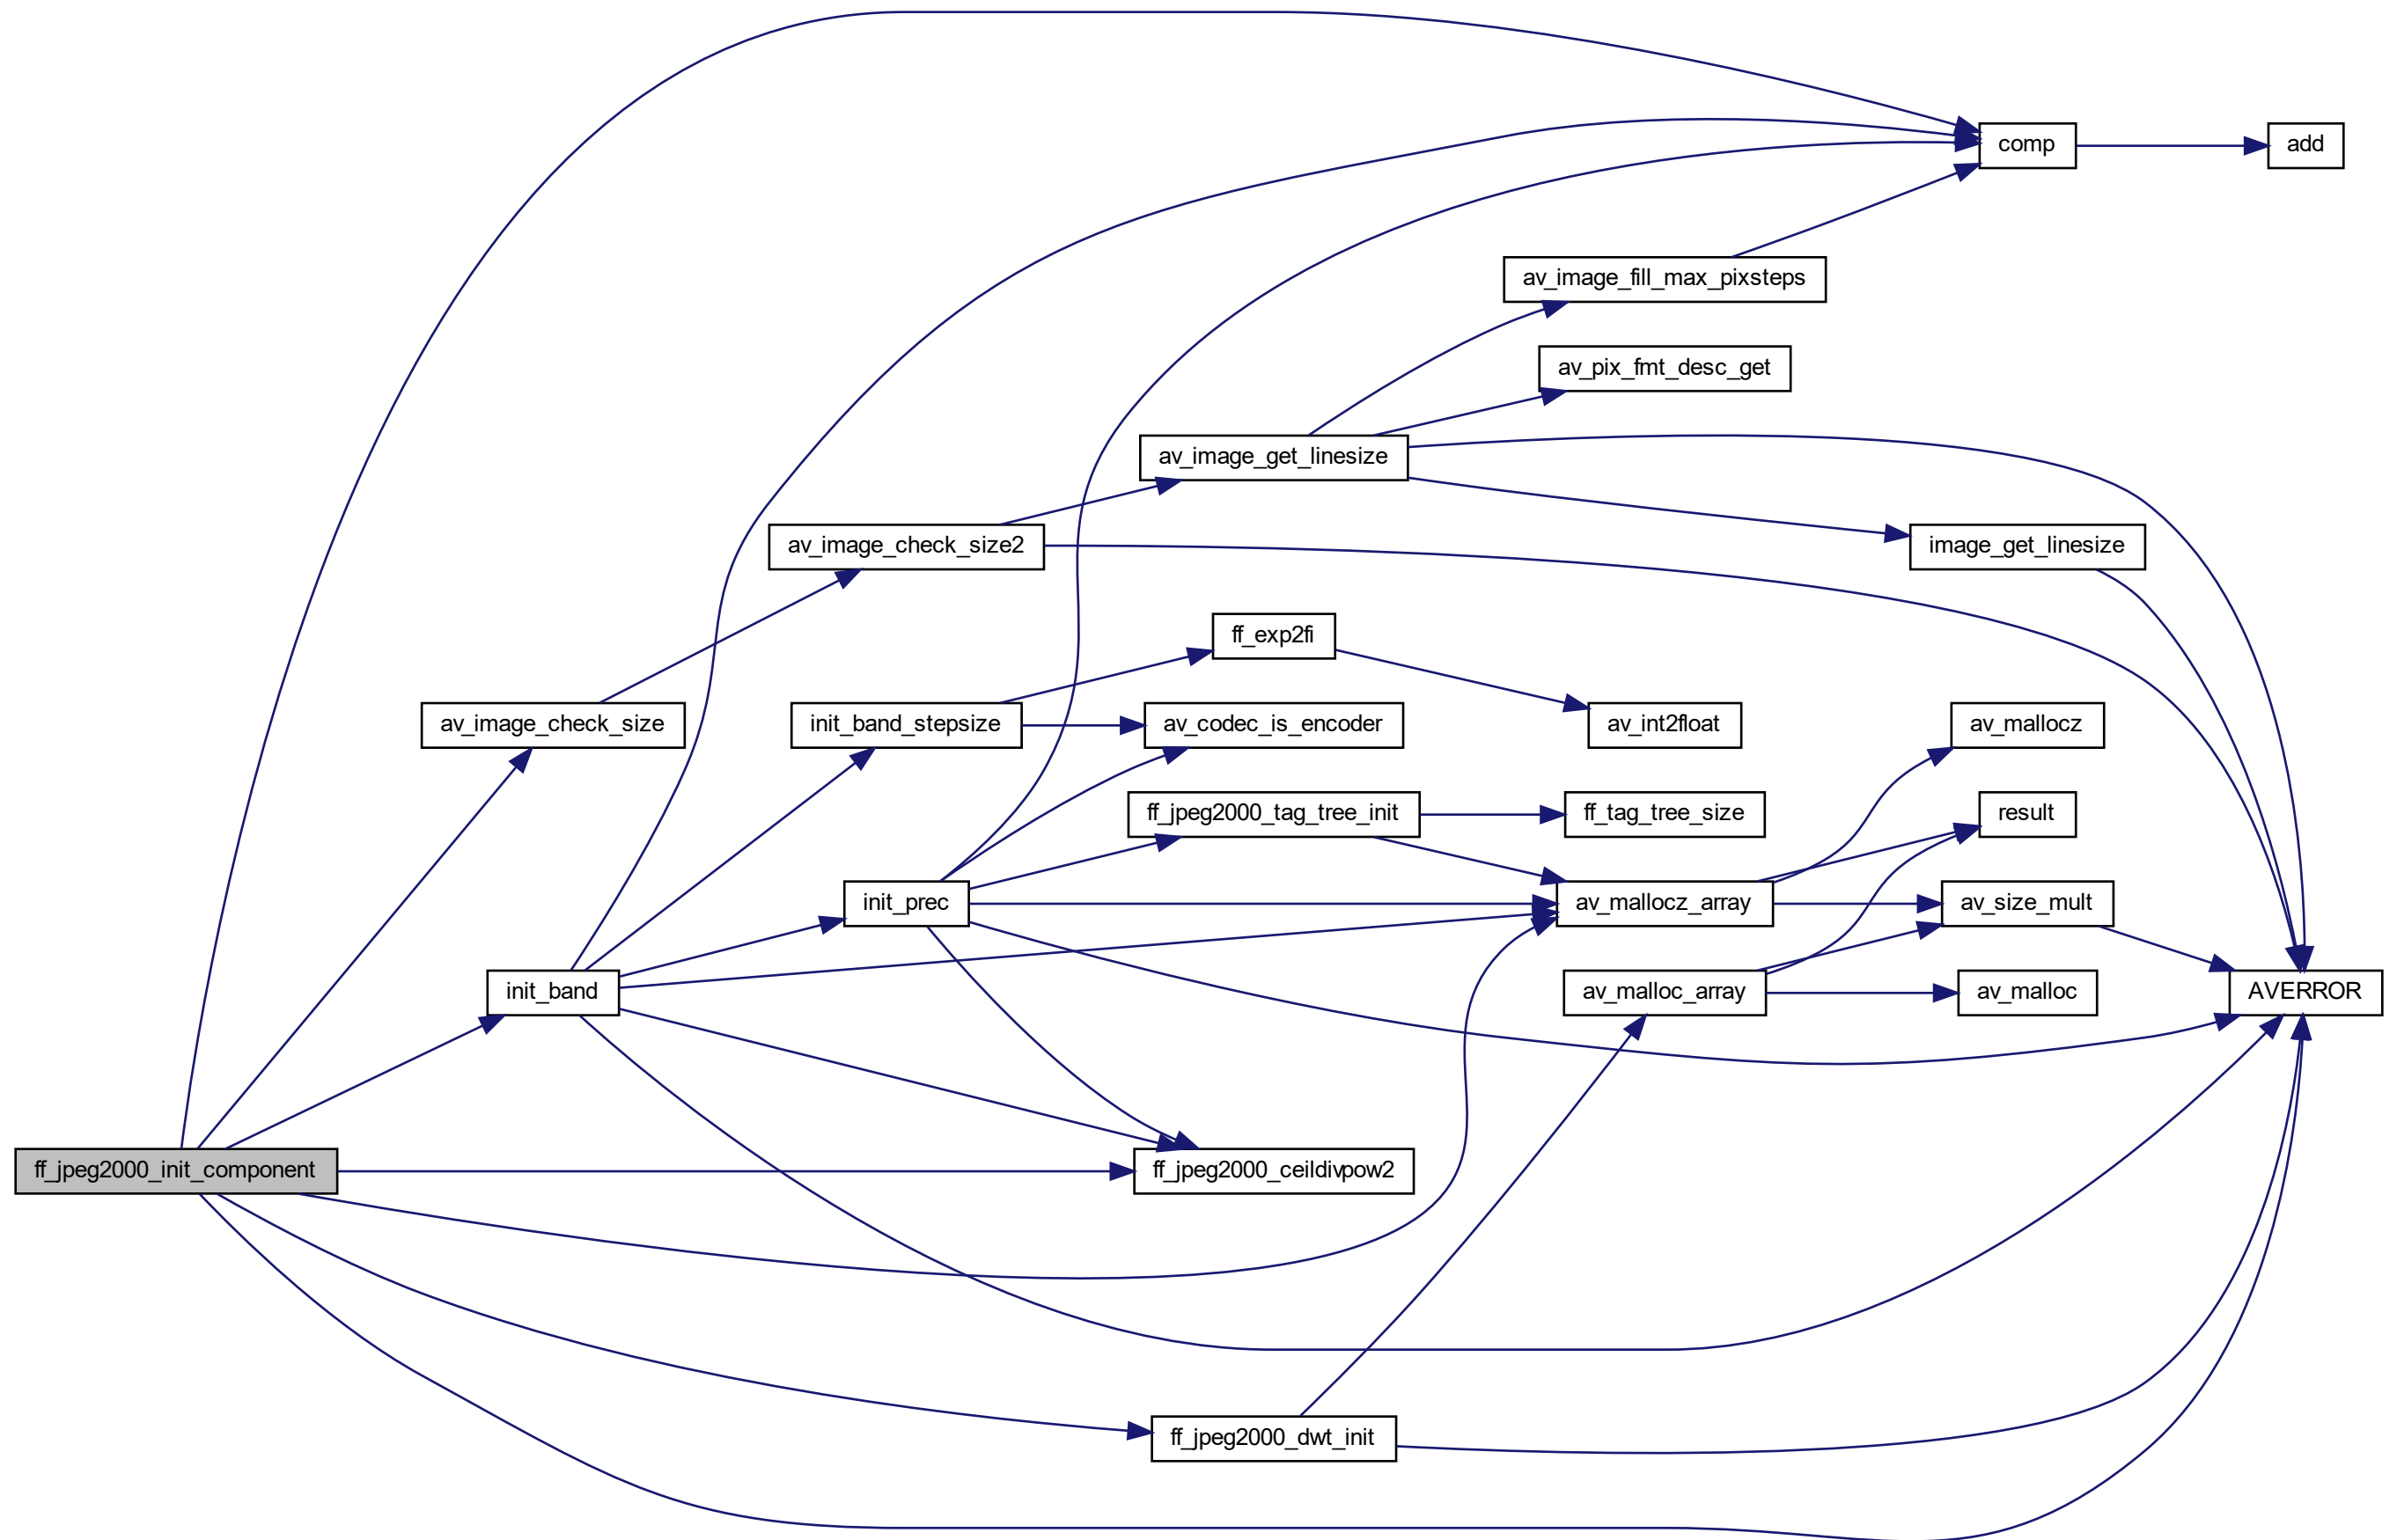 comp
add
av_image_fill_max_pixsteps
av_pix_fmt_desc_get
av_image_get_linesize
av_image_check_size2
image_get_linesize
ff_exp2fi
av_image_check_size
init_band_stepsize
av_codec_is_encoder
av_int2float
av_mallocz
ff_jpeg2000_tag_tree_init
ff_tag_tree_size
result
init_prec
av_mallocz_array
av_size_mult
init_band
av_malloc_array
av_malloc
AVERROR
ff_jpeg2000_init_component
ff_jpeg2000_ceildivpow2
ff_jpeg2000_dwt_init